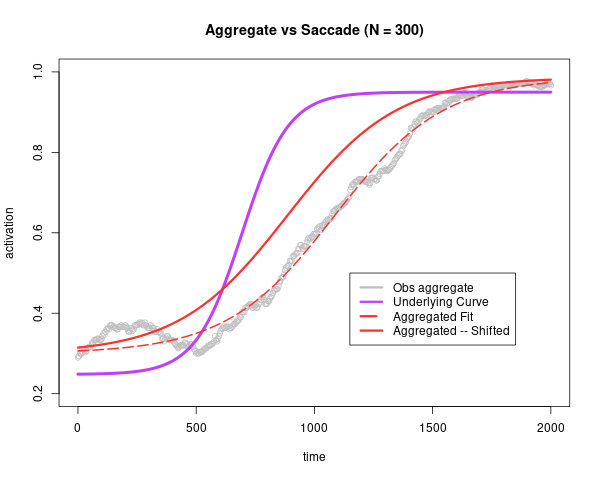 Aggregate vs Saccade (N = 300)
activation
1.0
0.8
0.6
0.4
0.2
Obs aggregate
Underlying Curve
Aggregated Fit
Aggregated -- Shifted
0 500 1000 1500 2000
time